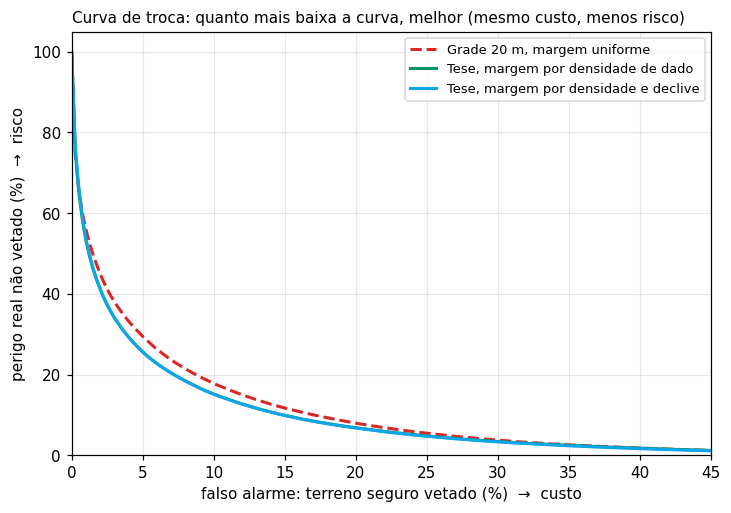 Curva de troca: quanto mais baixa a curva, melhor (mesmo custo, menos risco)
Grade 20 m, margem uniforme
Tese, margem por densidade de dado
Tese, margem por densidade e declive
perigo real não vetado (%) → risco
100
80
60
40
20
0
0 5 10 15 20 25 30 35 40 45
falso alarme: terreno seguro vetado (%) → custo